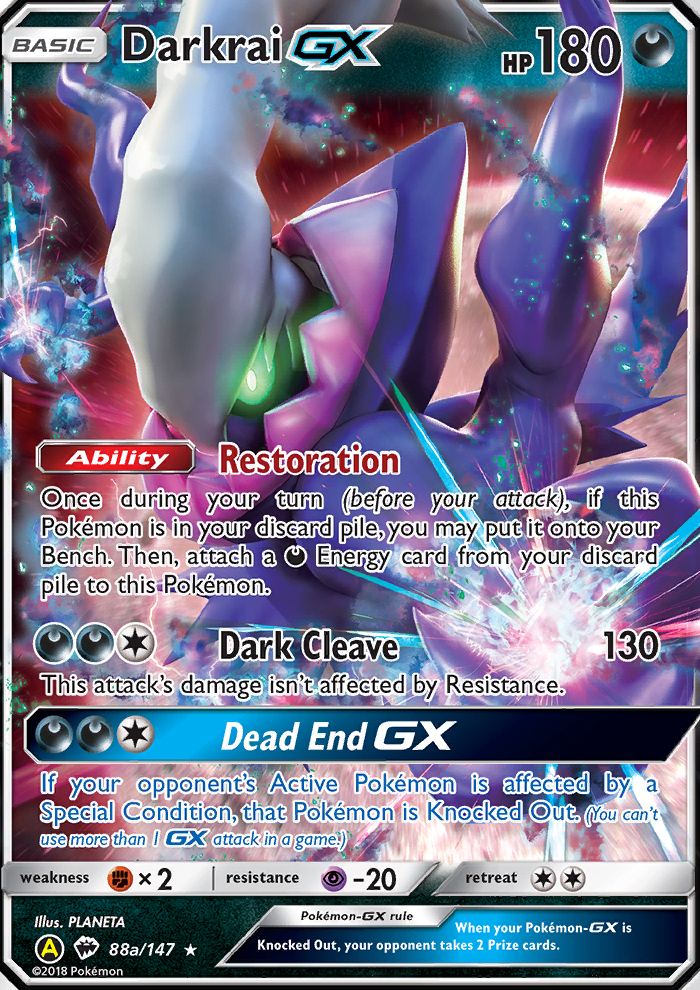 BASIC Darkrai GX HP 180
Ability Restoration
Once during your turn (before your attack), if this
Pokémon is in your discard pile, you may put it onto your
Bench. Then, attach a Energy card from your discard
pile to this Pokémon.
Dark Cleave 130
This attack's damage isn't affected by Resistance.
Dead End GX
If your opponent's Active Pokémon is affected by a
Special Condition, that Pokémon is Knocked Out. (You can't
use more than 1 GX attack in a game.)
weakness ×2 resistance -20 retreat
Illus. PLANETA
A 88a/147 ★
©2018 Pokémon
Pokémon-GX rule
When your Pokémon-GX is
Knocked Out, your opponent takes 2 Prize cards.